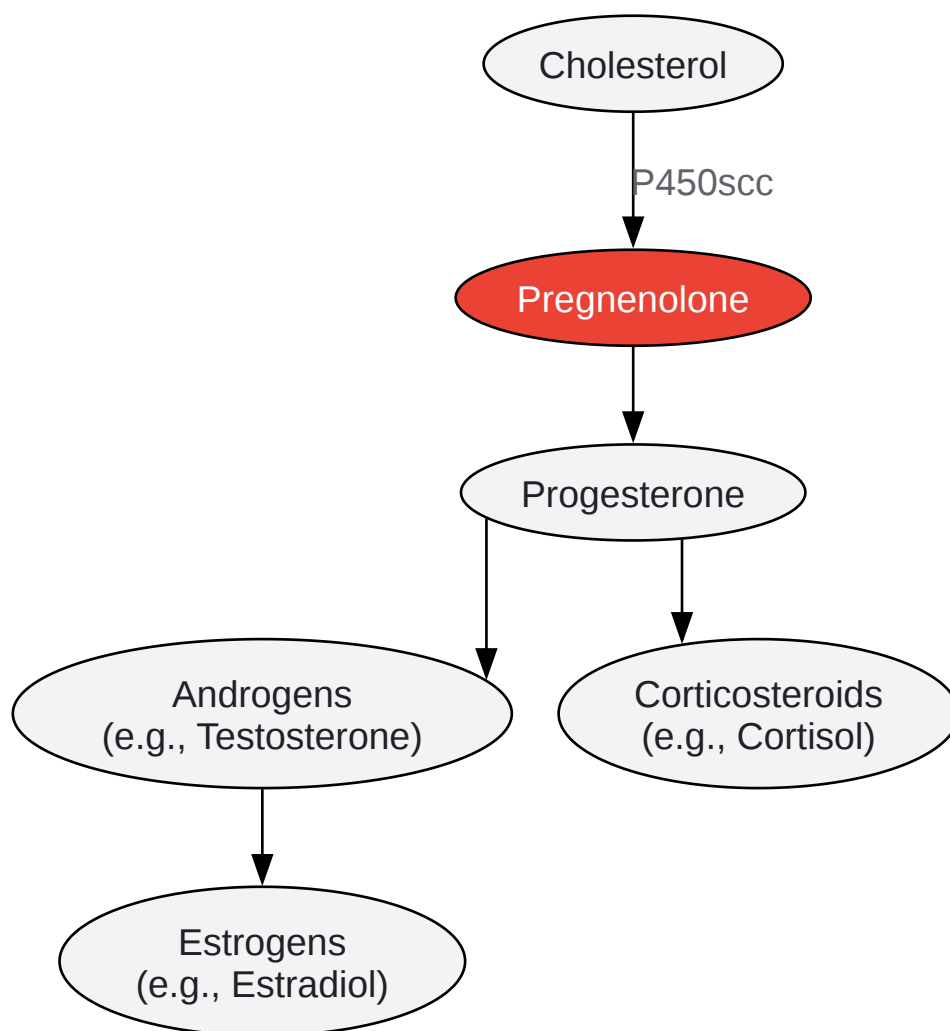 Cholesterol
P450scc
Pregnenolone
Progesterone
Androgens
(e.g., Testosterone)
Corticosteroids
(e.g., Cortisol)
Estrogens
(e.g., Estradiol)